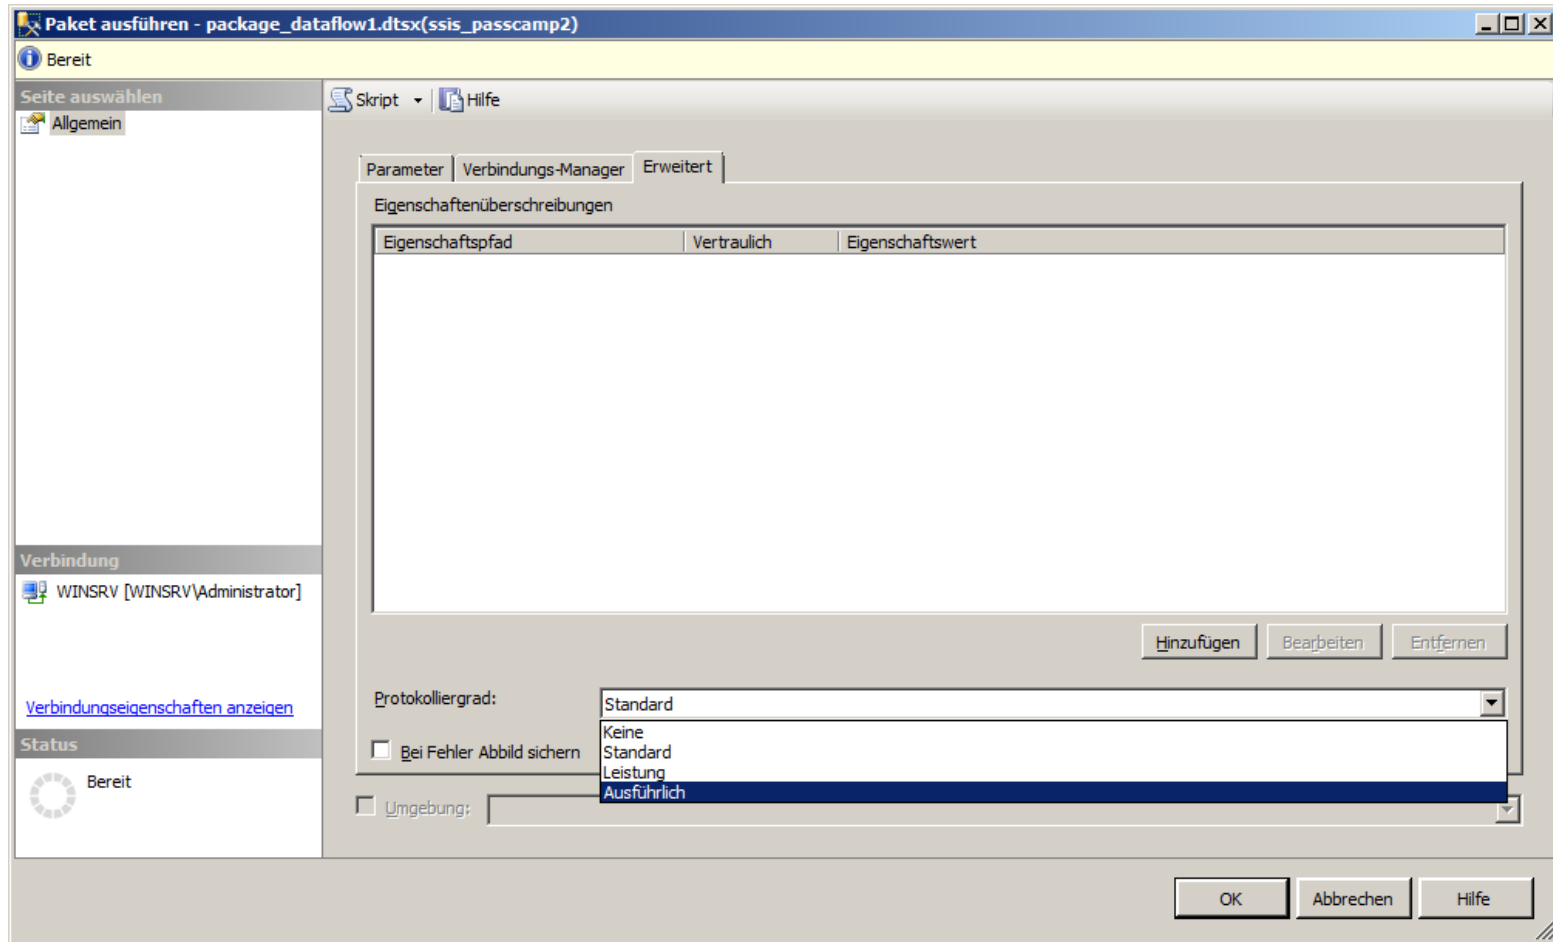 Paket ausführen - package_dataflow1.dtsx(ssis_passcamp2)
Bereit
Seite auswählen
Allgemein
Skript
Hilfe
Parameter
Verbindungs-Manager
Erweitert
Eigenschaftenüberschreibungen
Eigenschaftspfad
Vertraulich
Eigenschaftswert
Verbindung
WINSRV [WINSRV\Administrator]
Verbindungseigenschaften anzeigen
Status
Bereit
Hinzufügen
Bearbeiten
Entfernen
Protokolliergrad:
Standard
Keine
Standard
Leistung
Ausführlich
Bei Fehler Abbild sichern
Umgebung:
OK
Abbrechen
Hilfe